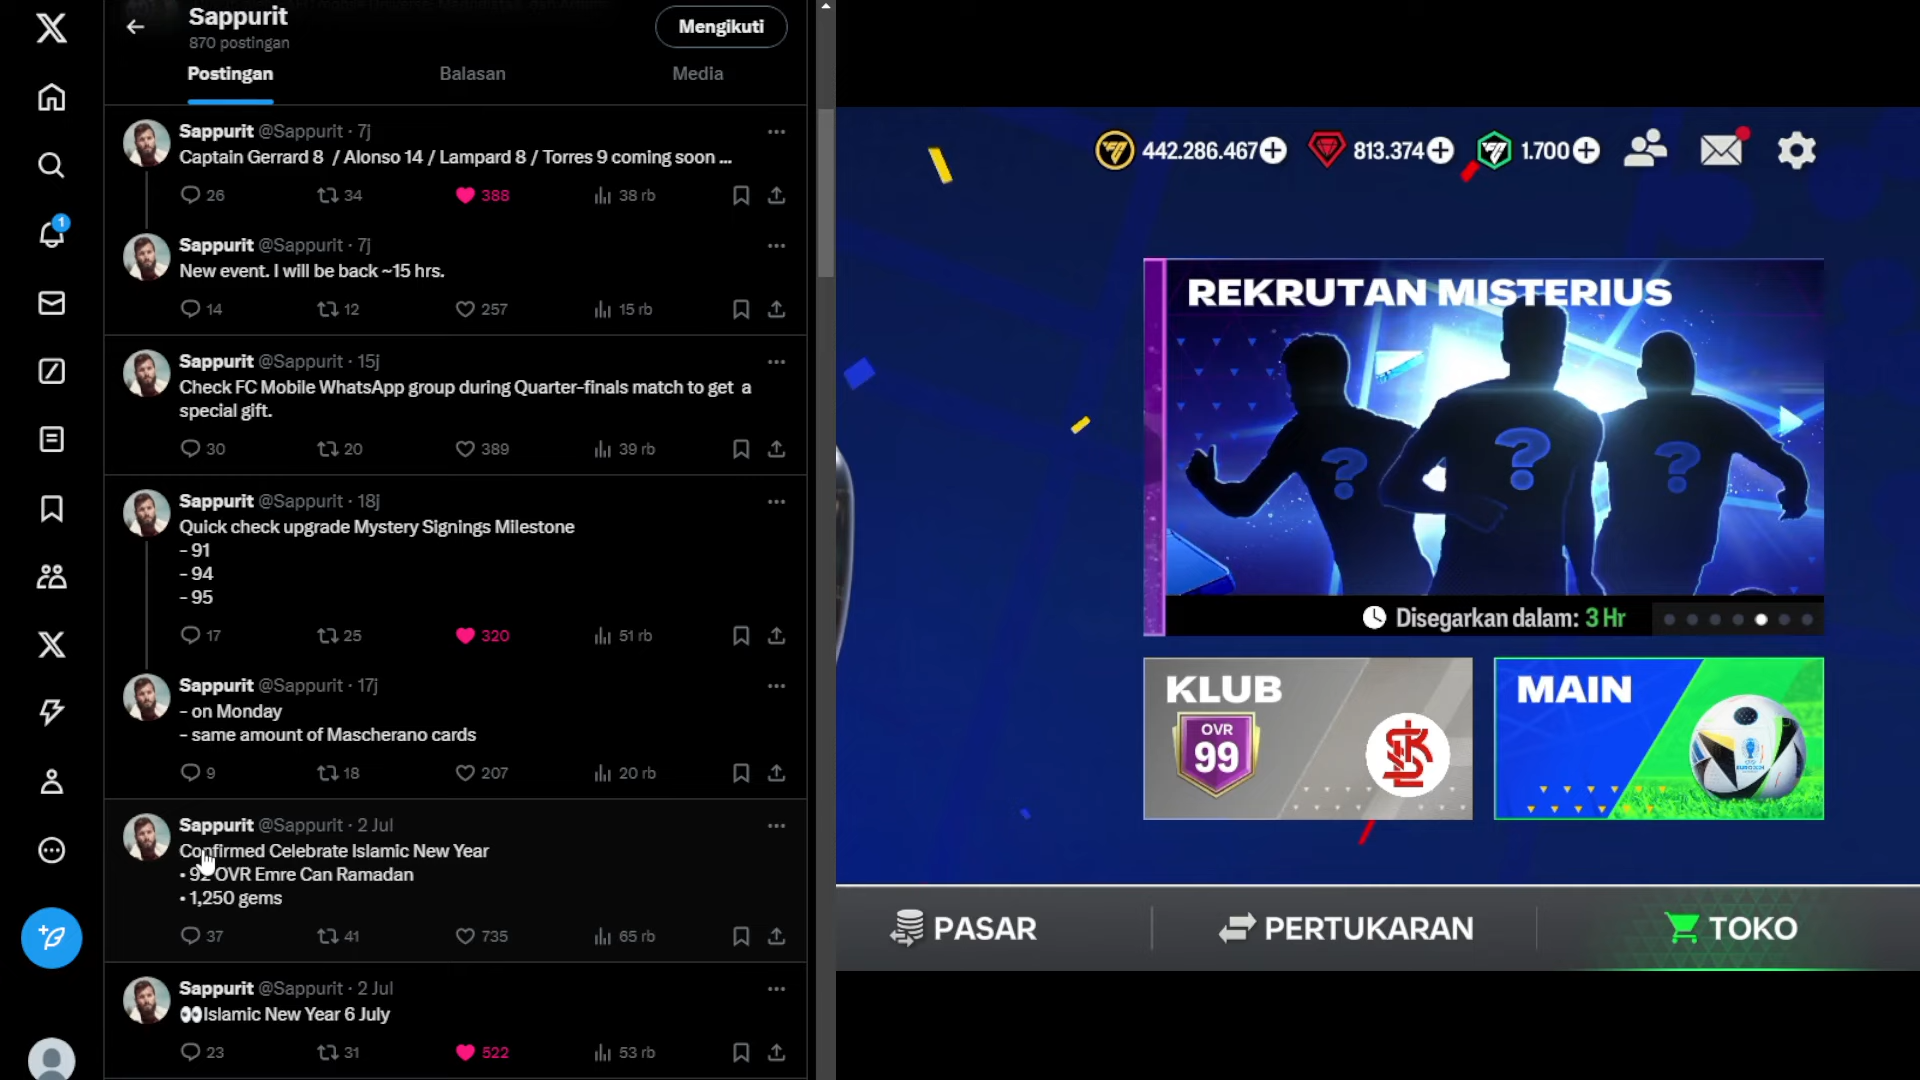 Sappurit
870 postingan
Mengikuti
Postingan
Balasan
Media
Sappurit @Sappurit · 7j
Captain Gerrard 8 / Alonso 14 / Lampard 8 / Torres 9 coming soon ...
26
34
388
38 rb
Sappurit @Sappurit · 7j
New event. I will be back ~15 hrs.
14
12
257
15 rb
Sappurit @Sappurit · 15j
Check FC Mobile WhatsApp group during Quarter-finals match to get a
special gift.
30
20
389
39 rb
Sappurit @Sappurit · 18j
Quick check upgrade Mystery Signings Milestone
- 91
- 94
- 95
17
25
320
51 rb
Sappurit @Sappurit · 17j
- on Monday
- same amount of Mascherano cards
9
18
207
20 rb
Sappurit @Sappurit · 2 Jul
Confirmed Celebrate Islamic New Year
• 92 OVR Emre Can Ramadan
• 1,250 gems
37
41
735
65 rb
Sappurit @Sappurit · 2 Jul
👀Islamic New Year 6 July
23
31
522
53 rb
1
442.286.467
813.374
1.700
REKRUTAN MISTERIUS
? ? ?
Disegarkan dalam: 3 Hr
KLUB
OVR
99
MAIN
PASAR
PERTUKARAN
TOKO